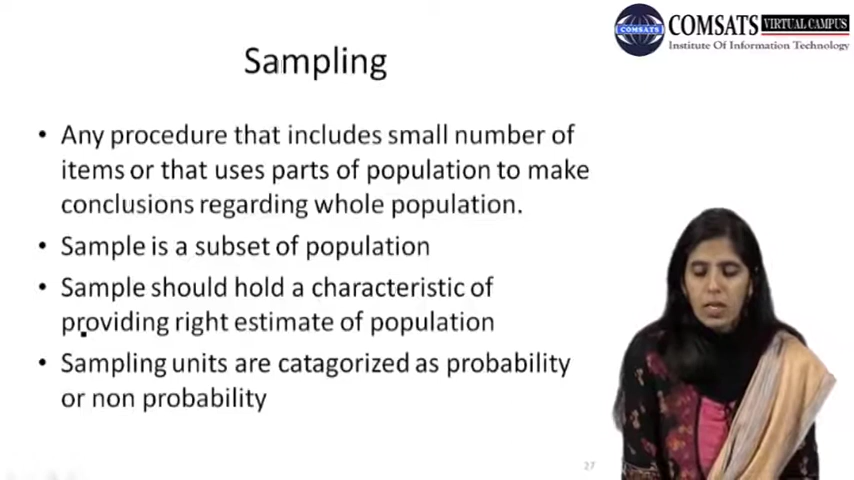 COMSATS VIRTUAL CAMPUS
Institute Of Information Technology
COMSATS
Sampling
• Any procedure that includes small number of
items or that uses parts of population to make
conclusions regarding whole population.
• Sample is a subset of population
• Sample should hold a characteristic of
providing right estimate of population
• Sampling units are catagorized as probability
or non probability
27